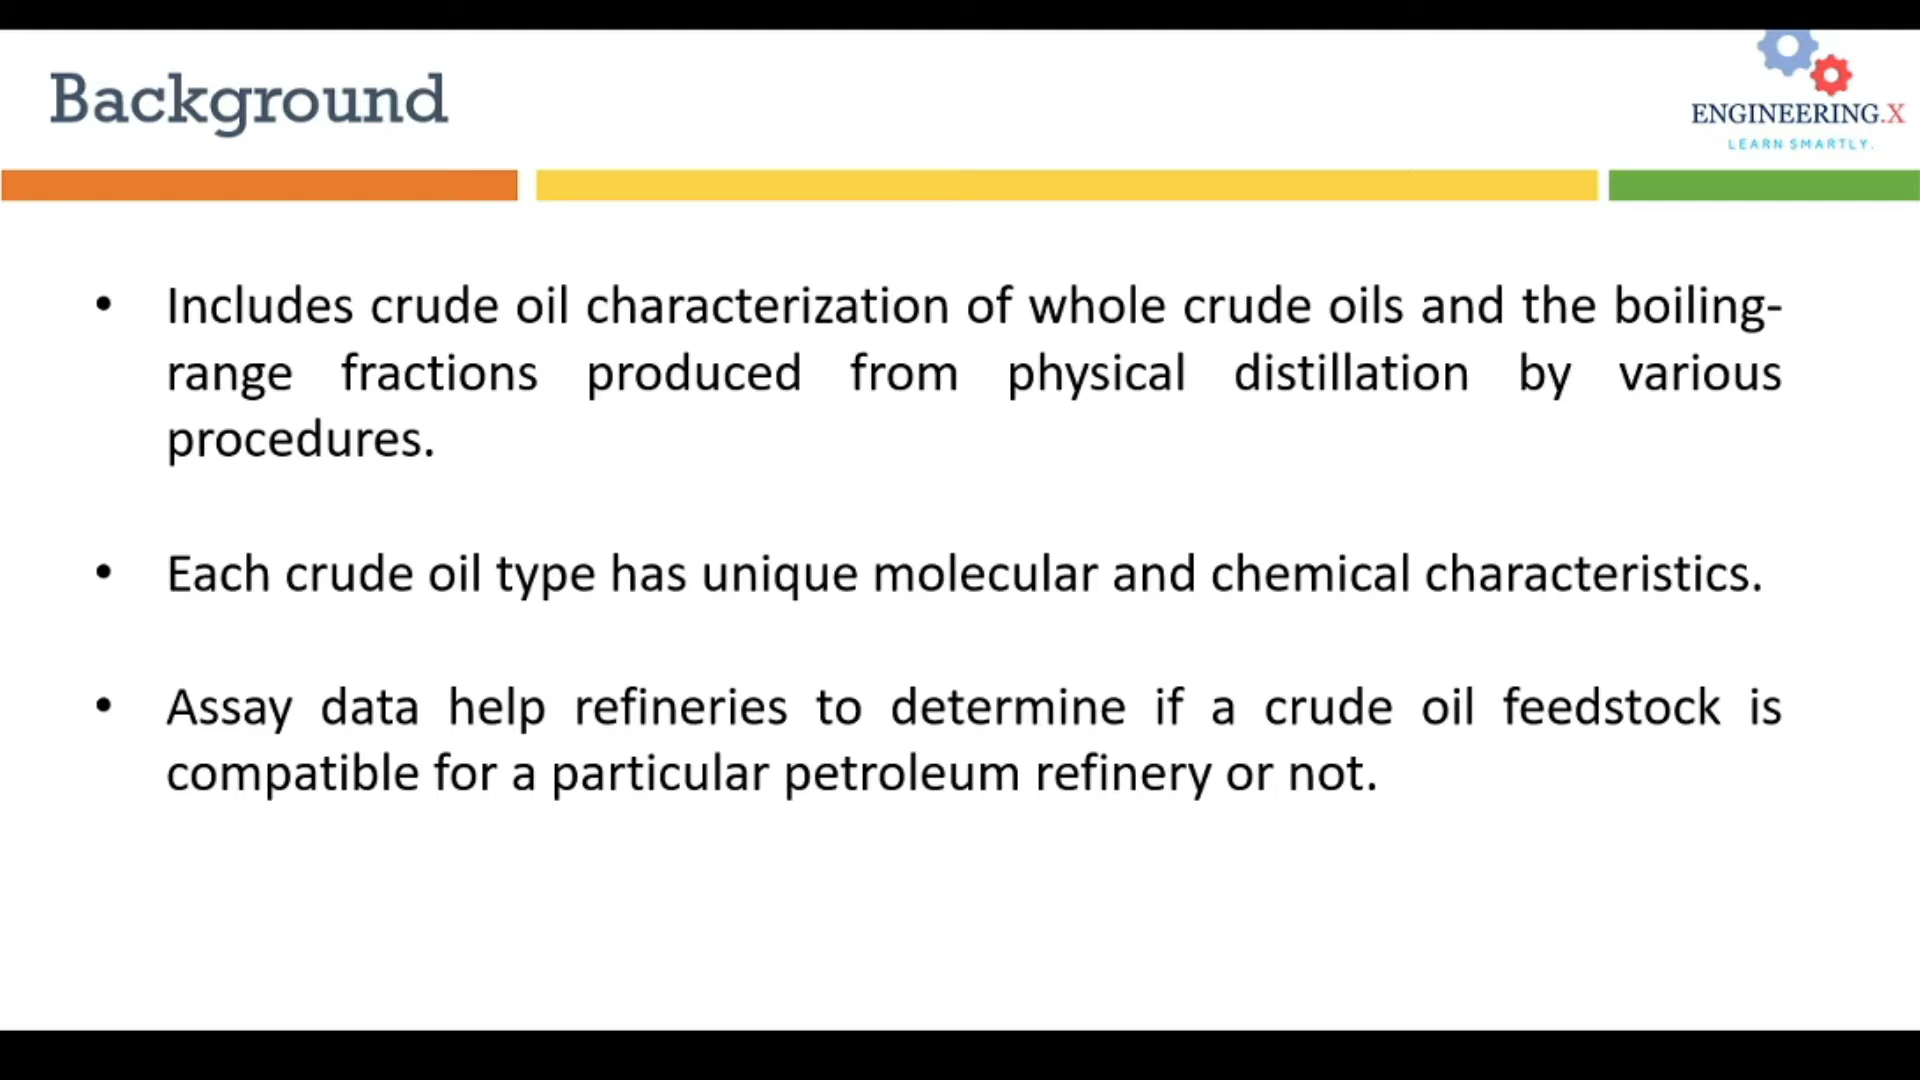 Background
ENGINEERING.X
LEARN SMARTLY.
• Includes crude oil characterization of whole crude oils and the boiling-
range fractions produced from physical distillation by various
procedures.
• Each crude oil type has unique molecular and chemical characteristics.
• Assay data help refineries to determine if a crude oil feedstock is
compatible for a particular petroleum refinery or not.